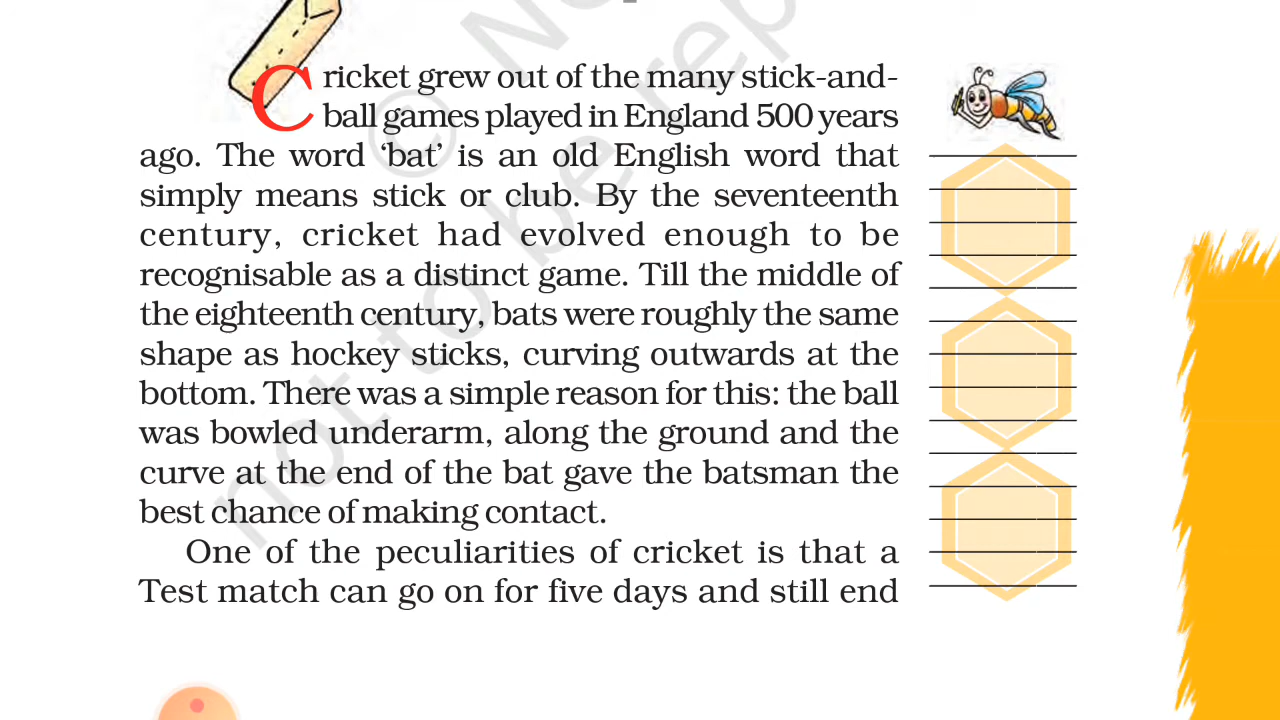 Cricket grew out of the many stick-and-
ball games played in England 500 years
ago. The word ‘bat’ is an old English word that
simply means stick or club. By the seventeenth
century, cricket had evolved enough to be
recognisable as a distinct game. Till the middle of
the eighteenth century, bats were roughly the same
shape as hockey sticks, curving outwards at the
bottom. There was a simple reason for this: the ball
was bowled underarm, along the ground and the
curve at the end of the bat gave the batsman the
best chance of making contact.
One of the peculiarities of cricket is that a
Test match can go on for five days and still end
© N
not to be rep